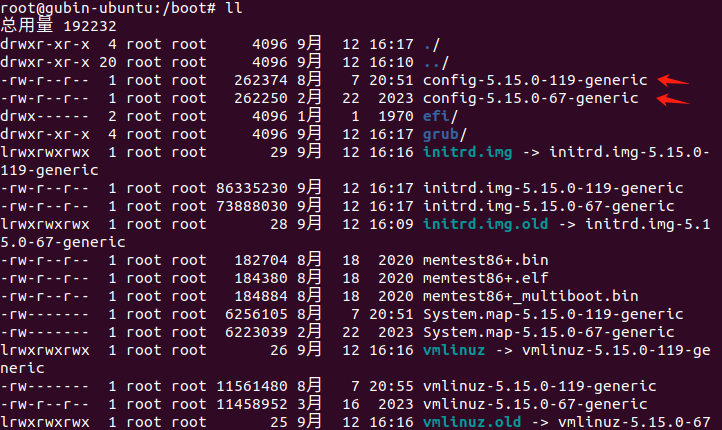 root@gubin-ubuntu:/boot# ll
总用量 192232
drwxr-xr-x  4 root root     4096 9月  12 16:17 ./
drwxr-xr-x 20 root root     4096 9月  12 16:10 ../
-rw-r--r--  1 root root   262374 8月   7 20:51 config-5.15.0-119-generic
-rw-r--r--  1 root root   262250 2月  22  2023 config-5.15.0-67-generic
drwx------  2 root root     4096 1月   1  1970 efi/
drwxr-xr-x  4 root root     4096 9月  12 16:17 grub/
lrwxrwxrwx  1 root root       29 9月  12 16:16 initrd.img -> initrd.img-5.15.0-
119-generic
-rw-r--r--  1 root root 86335230 9月  12 16:17 initrd.img-5.15.0-119-generic
-rw-r--r--  1 root root 73888030 9月  12 16:17 initrd.img-5.15.0-67-generic
lrwxrwxrwx  1 root root       28 9月  12 16:09 initrd.img.old -> initrd.img-5.1
5.0-67-generic
-rw-r--r--  1 root root   182704 8月  18  2020 memtest86+.bin
-rw-r--r--  1 root root   184380 8月  18  2020 memtest86+.elf
-rw-r--r--  1 root root   184884 8月  18  2020 memtest86+_multiboot.bin
-rw-------  1 root root  6256105 8月   7 20:51 System.map-5.15.0-119-generic
-rw-------  1 root root  6223039 2月  22  2023 System.map-5.15.0-67-generic
lrwxrwxrwx  1 root root       26 9月  12 16:16 vmlinuz -> vmlinuz-5.15.0-119-ge
neric
-rw-------  1 root root 11561480 8月   7 20:55 vmlinuz-5.15.0-119-generic
-rw-r--r--  1 root root 11458952 3月  16  2023 vmlinuz-5.15.0-67-generic
lrwxrwxrwx  1 root root       25 9月  12 16:16 vmlinuz.old -> vmlinuz-5.15.0-67